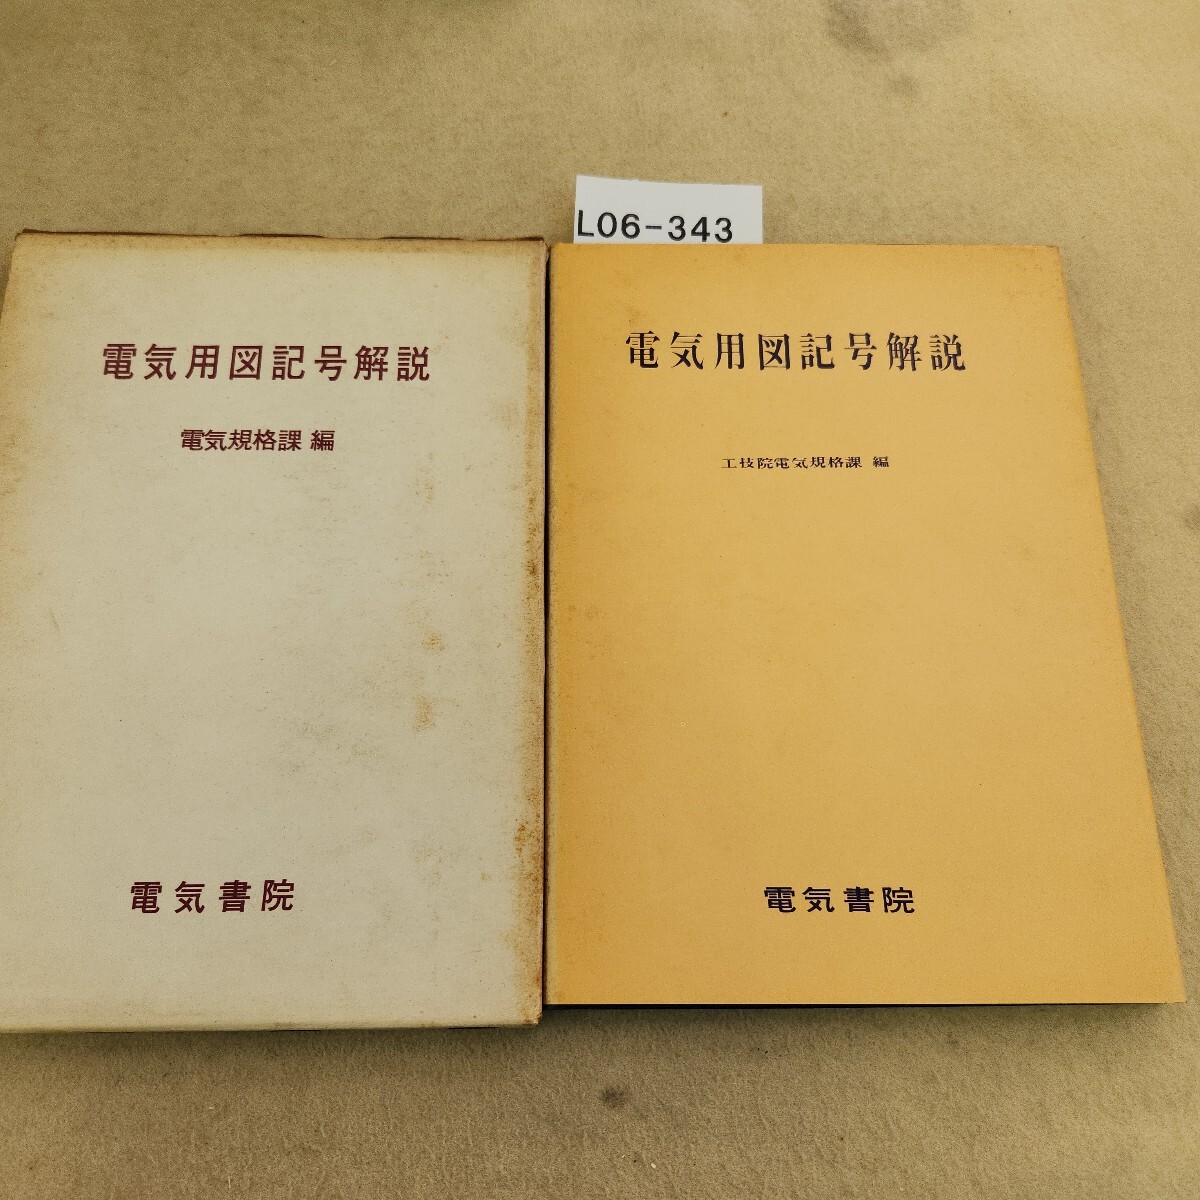 L06-343
電気用図記号解説
電気規格課 編
電気書院
電気用図記号解説
工技院電気規格課 編
電気書院